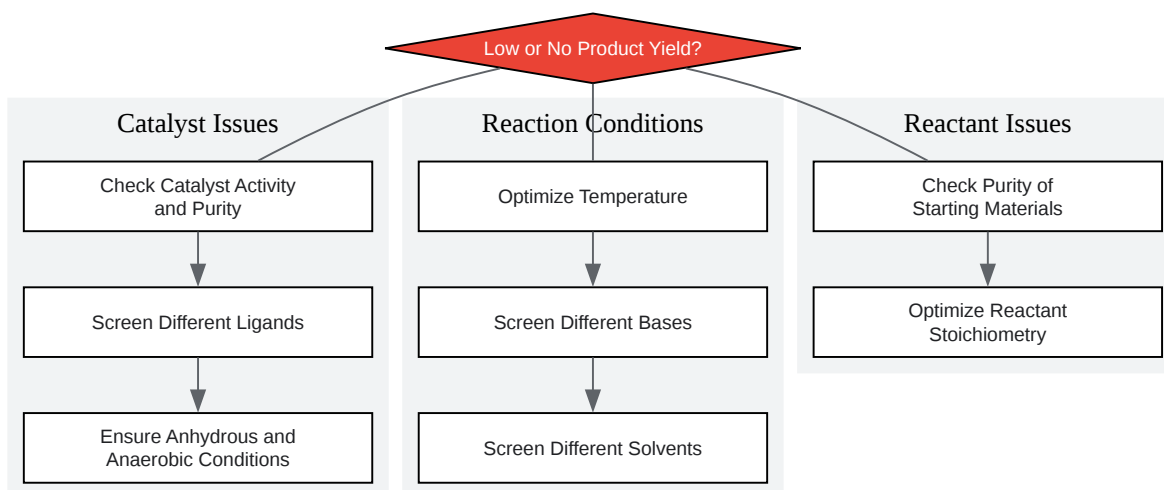 Low or No Product Yield?
Catalyst Issues
Check Catalyst Activity
and Purity
Screen Different Ligands
Ensure Anhydrous and
Anaerobic Conditions
Reaction Conditions
Optimize Temperature
Screen Different Bases
Screen Different Solvents
Reactant Issues
Check Purity of
Starting Materials
Optimize Reactant
Stoichiometry